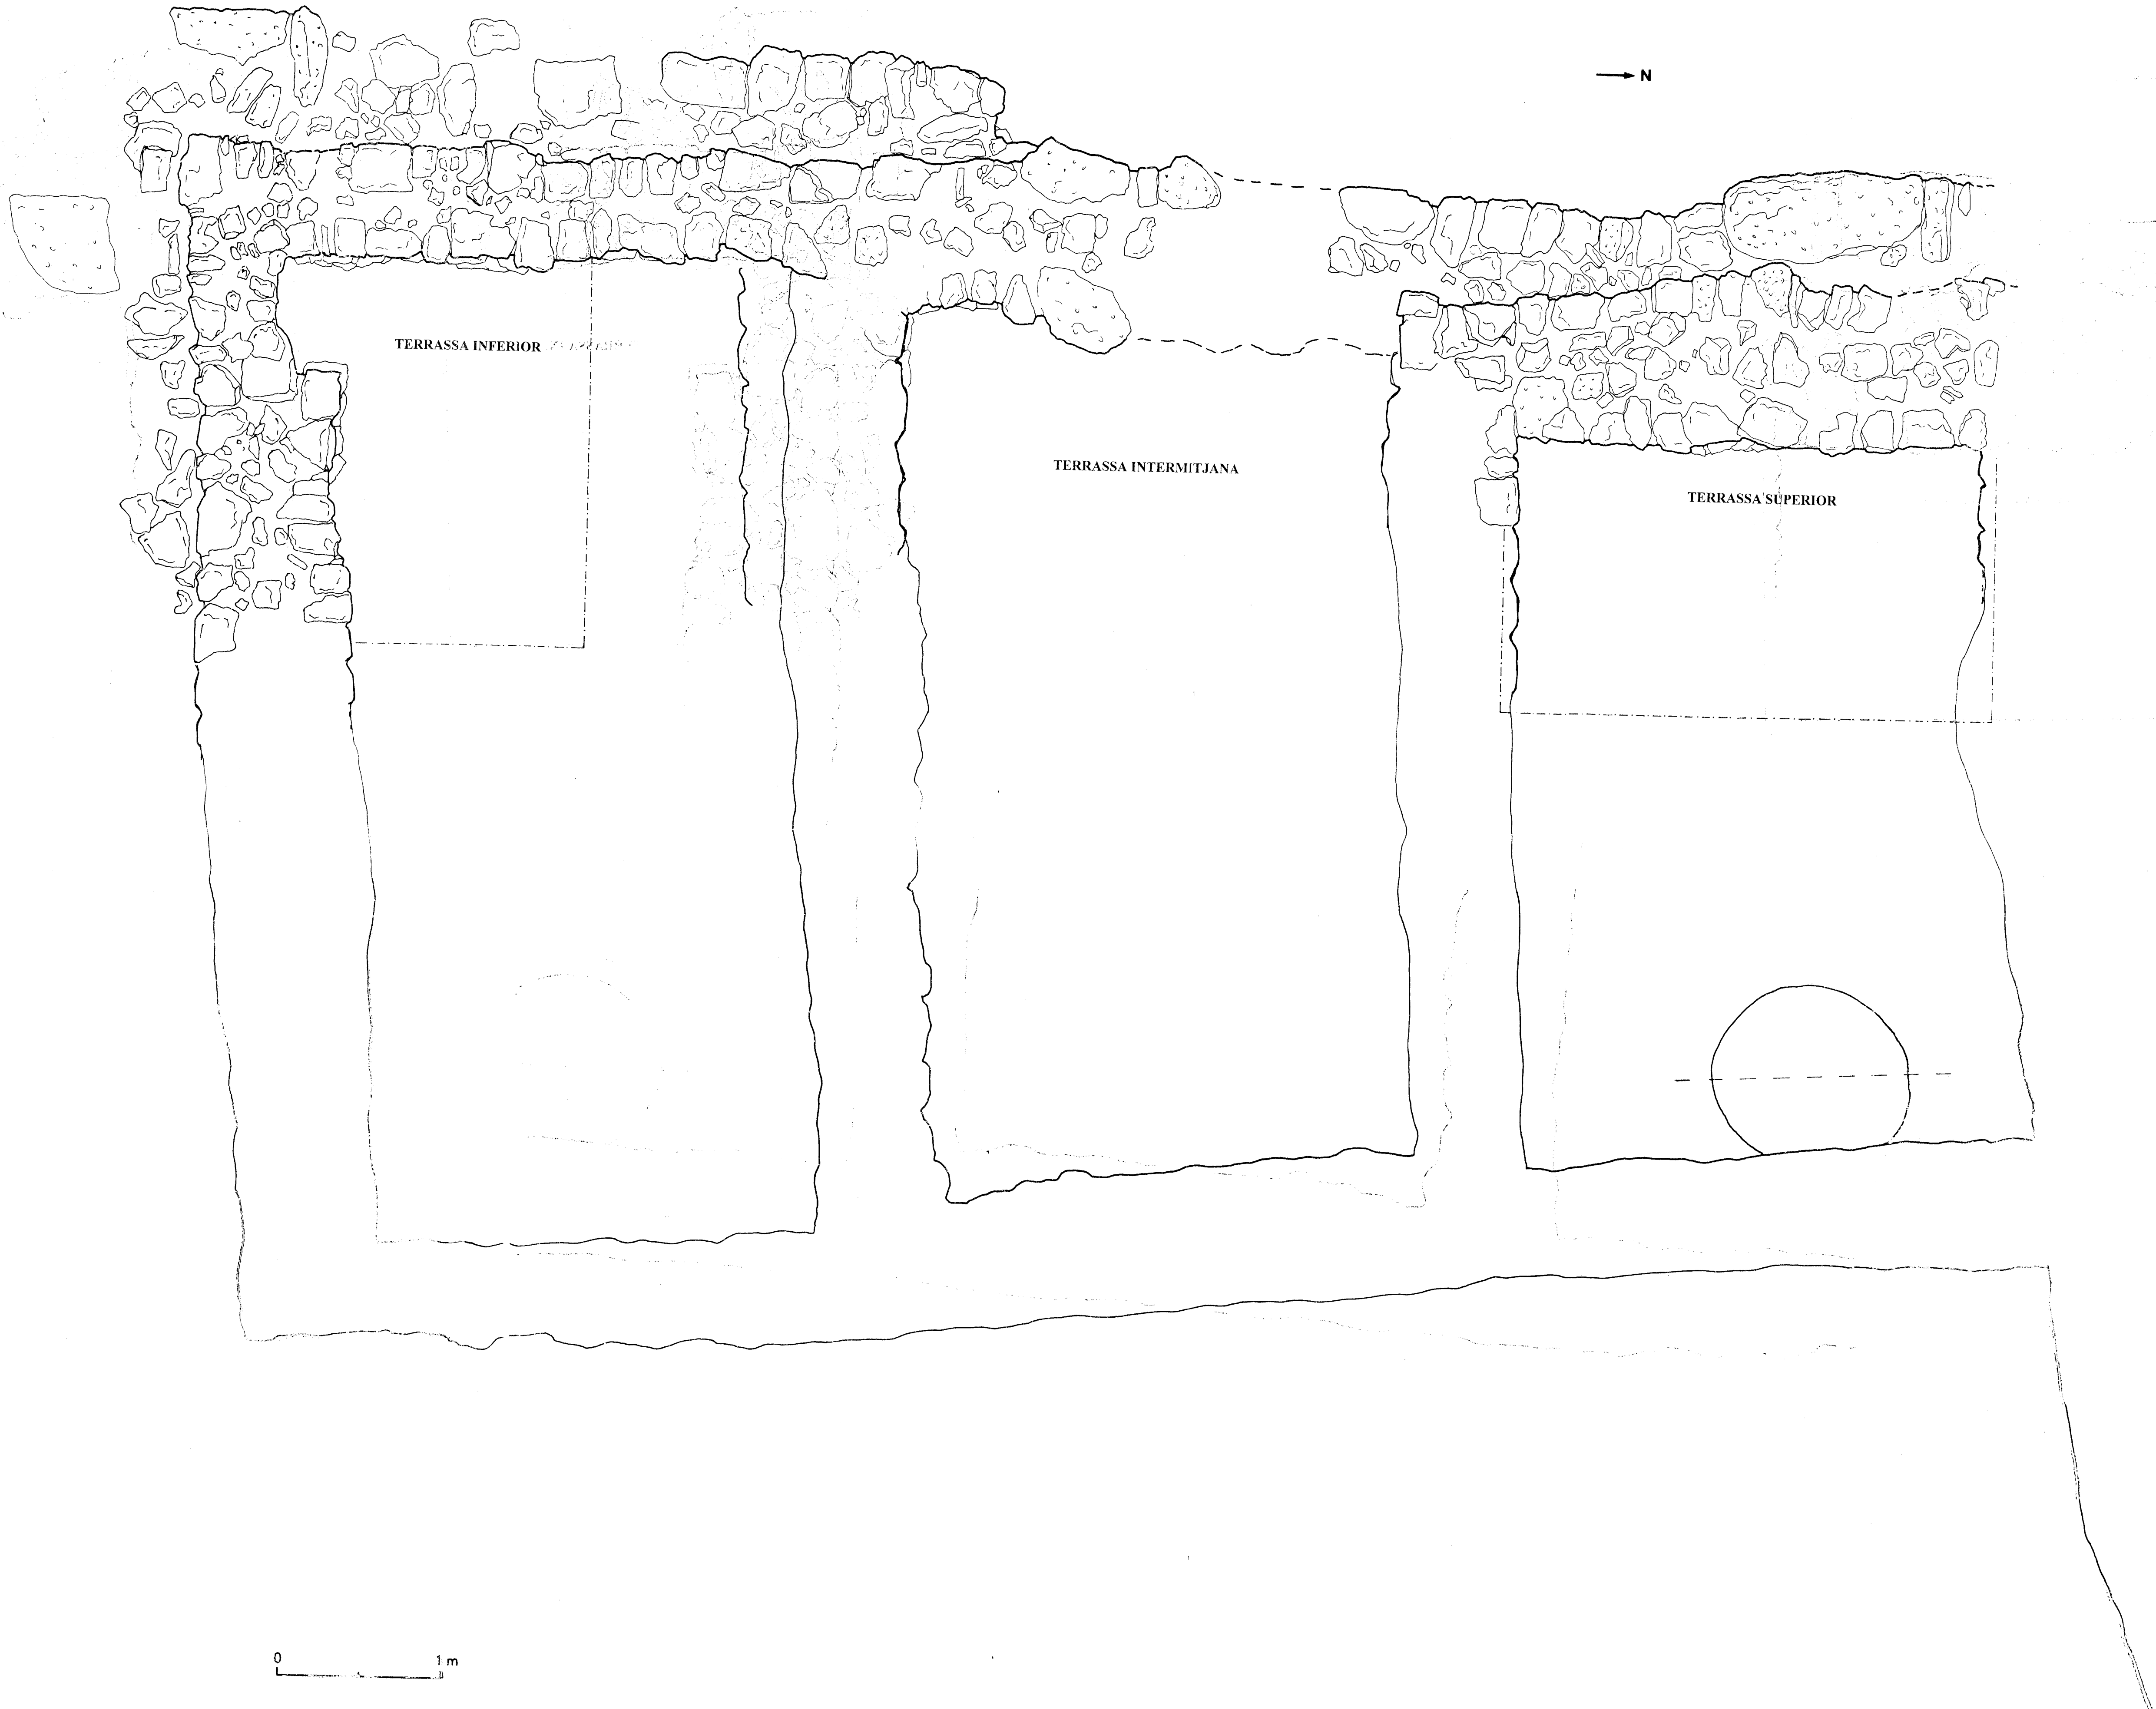 N
TERRASSA INFERIOR
TERRASSA INTERMITJANA
TERRASSA SUPERIOR
0 1 m